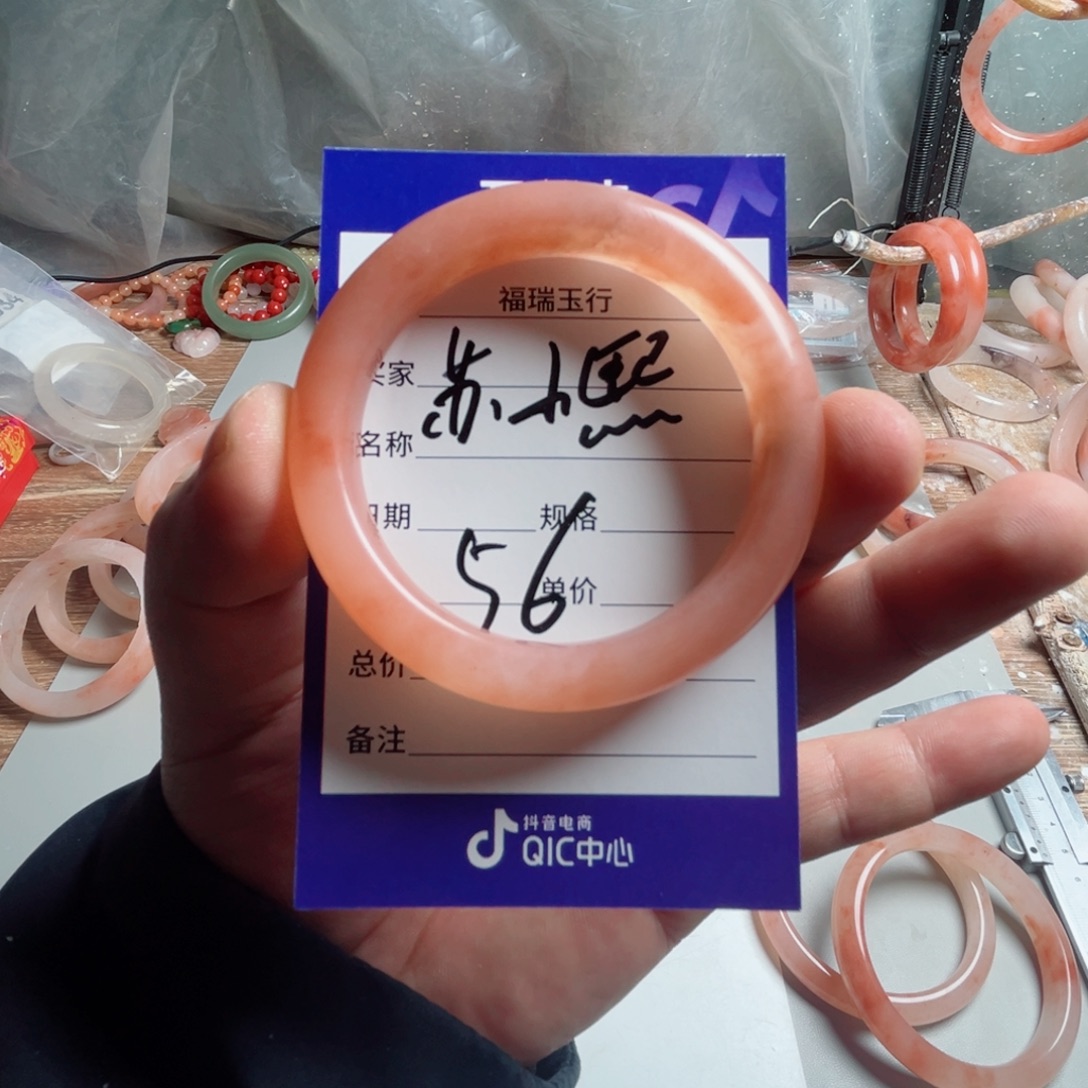 福瑞玉行
买家 苏小熙
名称
日期 规格
56 单价
总价
备注
抖音电商
QIC中心